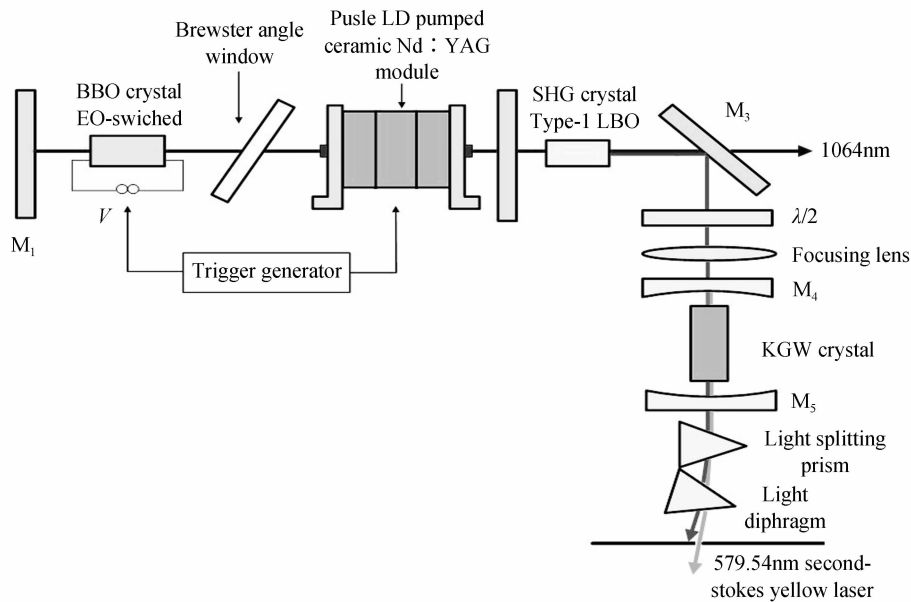 Pusle LD pumped
ceramic Nd：YAG
module
Brewster angle
window
BBO crystal
EO-swiched
SHG crystal
Type-1 LBO
M3
1064nm
V
M1
Trigger generator
λ/2
Focusing lens
M4
KGW crystal
M5
Light splitting
prism
Light
diphragm
579.54nm second-
stokes yellow laser